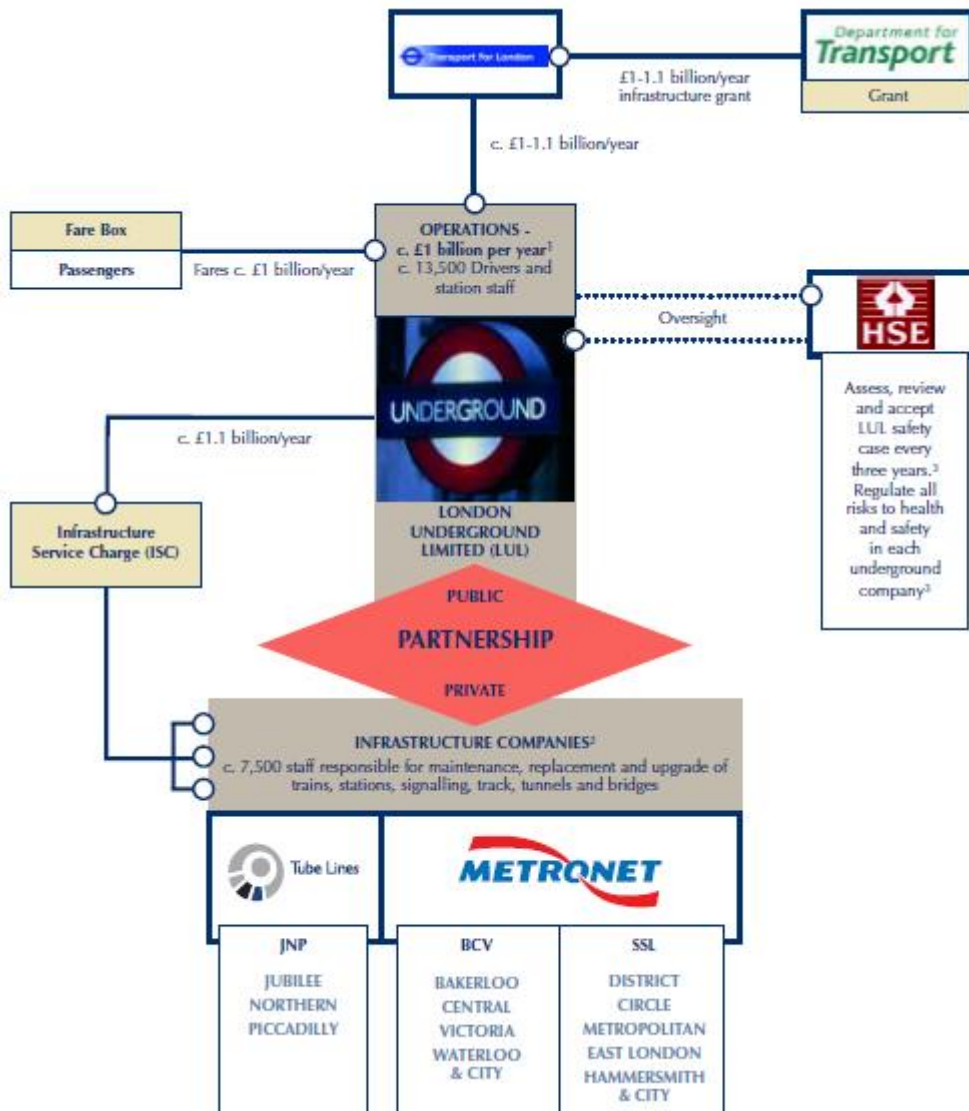 Transport for London
Department for
Transport
Grant
£1-1.1 billion/year
infrastructure grant
c. £1-1.1 billion/year
Fare Box
Passengers
Fares c. £1 billion/year
OPERATIONS -
c. £1 billion per year¹
c. 13,500 Drivers and
station staff
Oversight
HSE
Assess, review
and accept
LUL safety
case every
three years.³
Regulate all
risks to health
and safety
in each
underground
company³
UNDERGROUND
c. £1.1 billion/year
Infrastructure
Service Charge (ISC)
LONDON
UNDERGROUND
LIMITED (LUL)
PUBLIC
PARTNERSHIP
PRIVATE
INFRASTRUCTURE COMPANIES²
c. 7,500 staff responsible for maintenance, replacement and upgrade of
trains, stations, signalling, track, tunnels and bridges
Tube Lines
METRONET
JNP
JUBILEE
NORTHERN
PICCADILLY
BCV
BAKERLOO
CENTRAL
VICTORIA
WATERLOO
& CITY
SSL
DISTRICT
CIRCLE
METROPOLITAN
EAST LONDON
HAMMERSMITH
& CITY